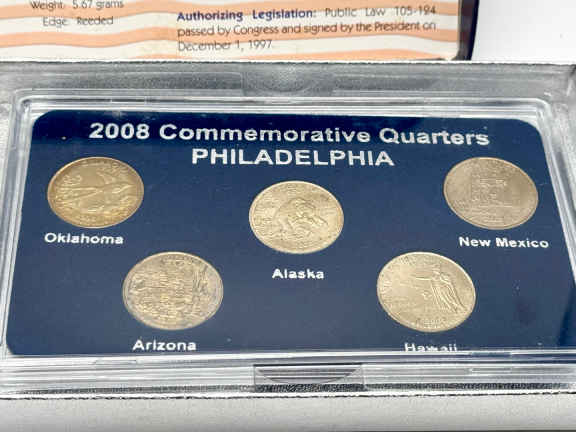 Weight: 5.67 grams
Edge: Reeded
Authorizing Legislation: Public Law 105-194
passed by Congress and signed by the President on
December 1, 1997.
2008 Commemorative Quarters
PHILADELPHIA
Oklahoma
Alaska
New Mexico
Arizona
Hawaii